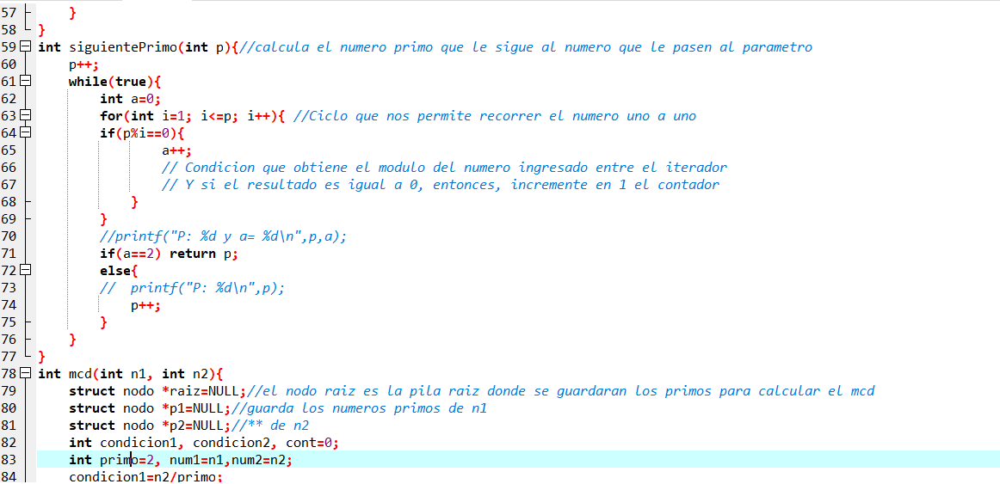 57 }
58 }
59 int siguientePrimo(int p){//calcula el numero primo que le sigue al numero que le pasen al parametro
60 p++;
61 while(true){
62 int a=0;
63 for(int i=1; i<=p; i++){ //Ciclo que nos permite recorrer el numero uno a uno
64 if(p%i==0){
65 a++;
66 // Condicion que obtiene el modulo del numero ingresado entre el iterador
67 // Y si el resultado es igual a 0, entonces, incremente en 1 el contador
68 }
69 }
70 //printf("P: %d y a= %d\n",p,a);
71 if(a==2) return p;
72 else{
73 // printf("P: %d\n",p);
74 p++;
75 }
76 }
77 }
78 int mcd(int n1, int n2){
79 struct nodo *raiz=NULL;//el nodo raiz es la pila raiz donde se guardaran los primos para calcular el mcd
80 struct nodo *p1=NULL;//guarda los numeros primos de n1
81 struct nodo *p2=NULL;//** de n2
82 int condicion1, condicion2, cont=0;
83 int primo=2, num1=n1,num2=n2;
84 condicion1=n2/primo;